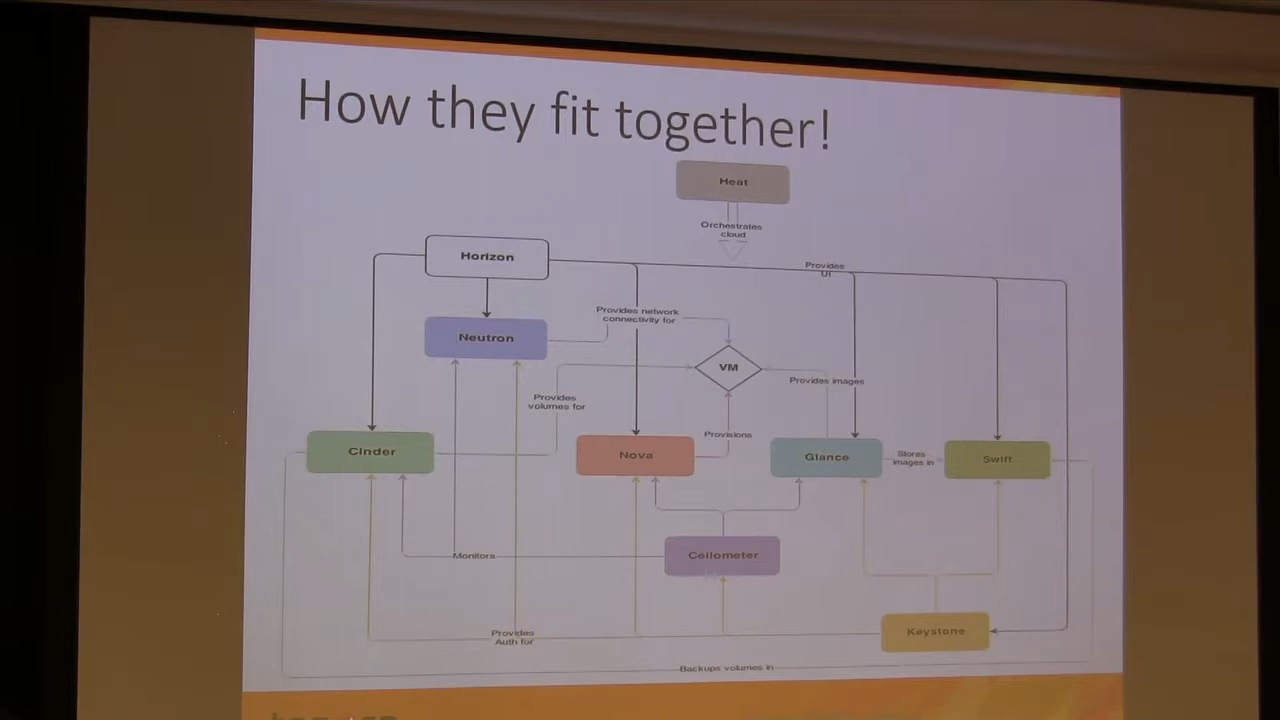 How they fit together!
Heat
Orchestrates
cloud
Horizon
Provides
UI
Provides network
connectivity for
Neutron
VM
Provides images
Provides
volumes for
Provisions
Cinder
Nova
Glance
Stores
images in
Swift
Monitors
Ceilometer
Provides
Auth for
Keystone
Backups volumes in